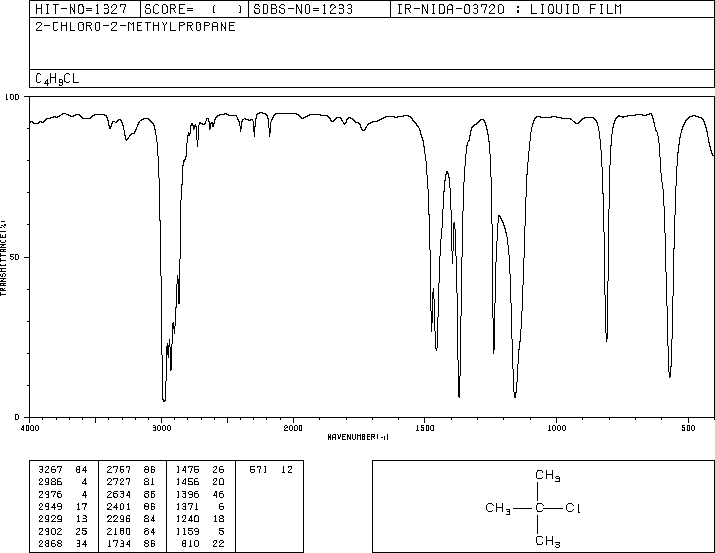 HIT-NO=1327 SCORE= ( ) SDBS-NO=1233 IR-NIDA-03720 : LIQUID FILM
2-CHLORO-2-METHYLPROPANE
C4H9CL
100
50
0
TRANSMITTANCE(%)
4000 3000 2000 1500 1000 500
WAVENUMBER(-1)
3267 84 2767 86 1476 26 571 12
2986 4 2727 81 1456 20
2976 4 2634 86 1396 46
2949 17 2401 86 1371 6
2929 13 2296 84 1240 18
2902 25 2180 84 1159 5
2868 34 1734 86 810 22
CH3
CH3—C—Cl
CH3